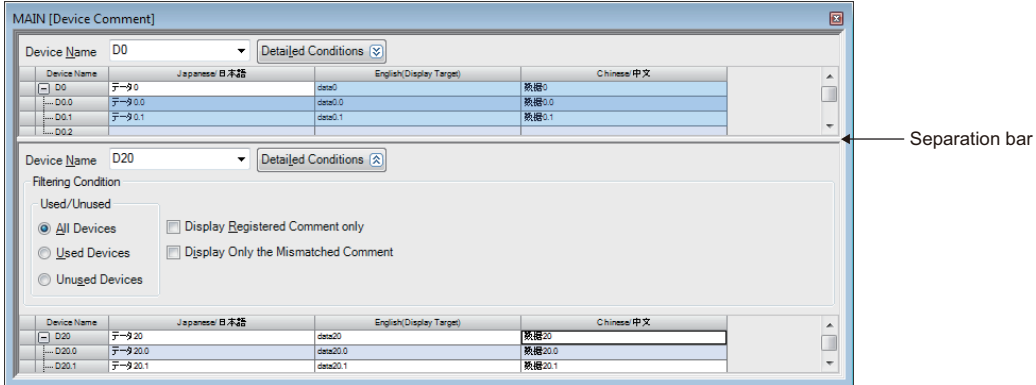 MAIN [Device Comment]
Device Name D0 Detailed Conditions
Device Name Japanese/日本語 English(Display Target) Chinese/中文
D0 データ0 data0 数据0
D0.0 データ0.0 data0.0 数据0.0
D0.1 データ0.1 data0.1 数据0.1
D0.2
Separation bar
Device Name D20 Detailed Conditions
Filtering Condition
Used/Unused
All Devices Display Registered Comment only
Used Devices Display Only the Mismatched Comment
Unused Devices
Device Name Japanese/日本語 English(Display Target) Chinese/中文
D20 データ20 data20 数据20
D20.0 データ20.0 data20.0 数据20.0
D20.1 データ20.1 data20.1 数据20.1